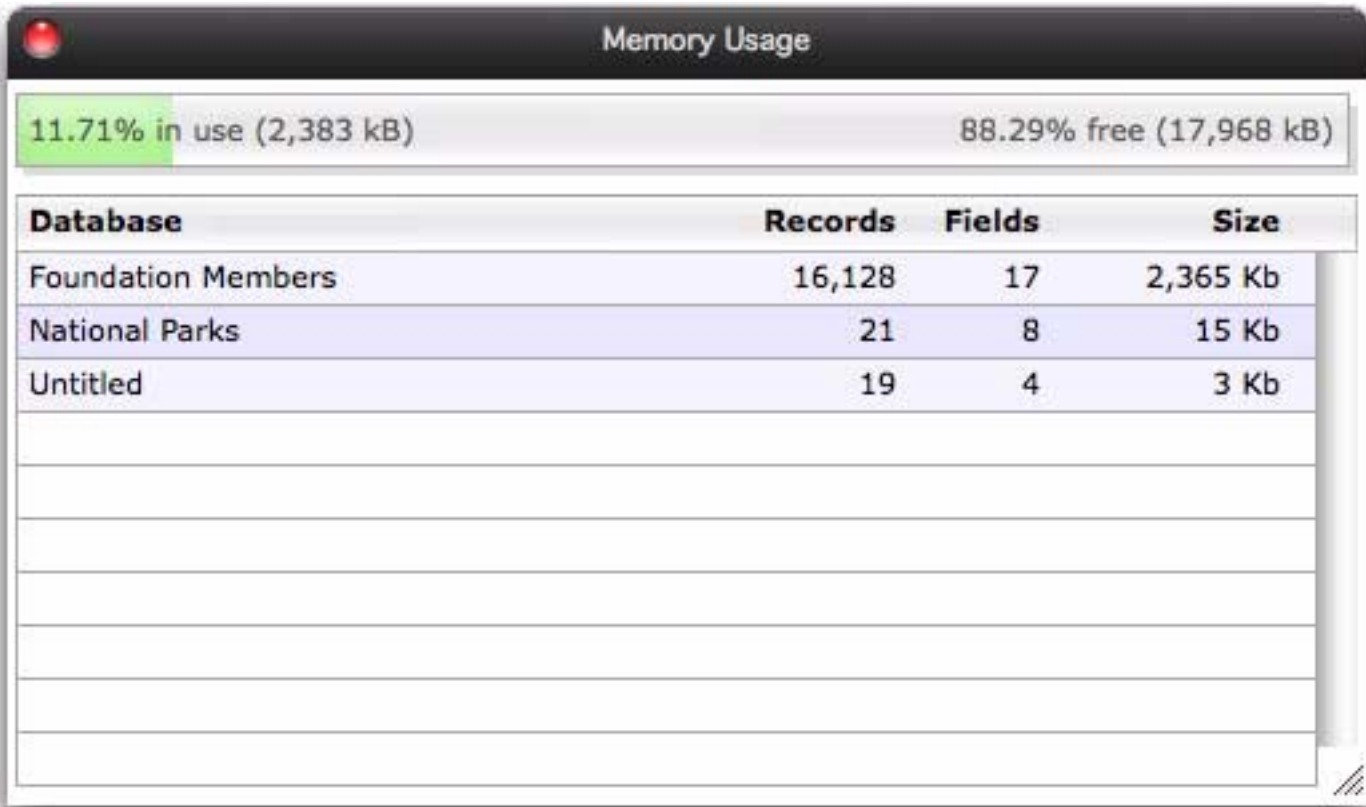 Memory Usage
11.71% in use (2,383 kB) 88.29% free (17,968 kB)
Database Records Fields Size
Foundation Members 16,128 17 2,365 Kb
National Parks 21 8 15 Kb
Untitled 19 4 3 Kb